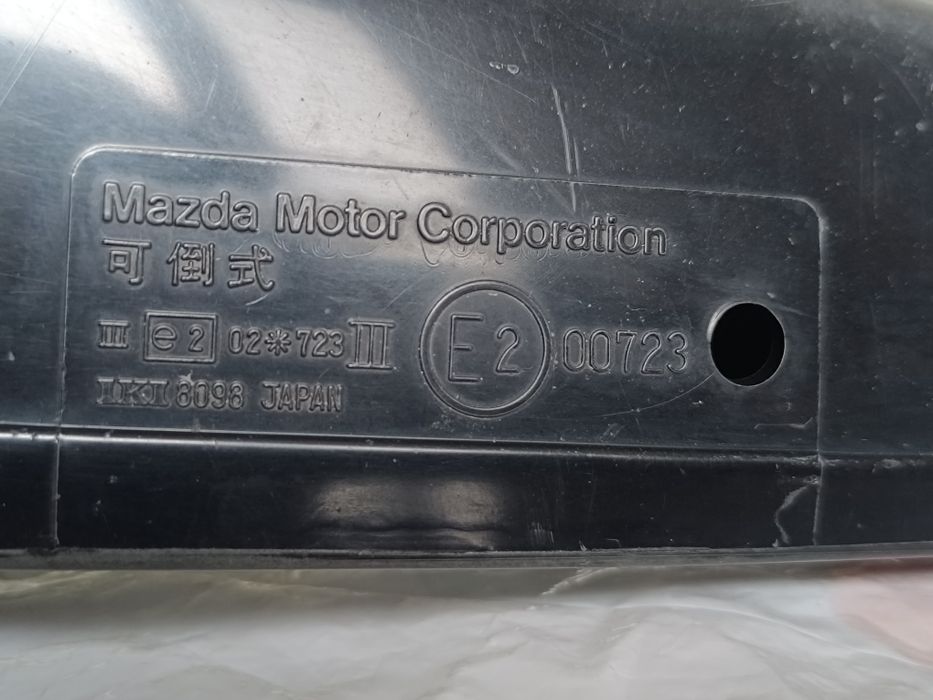 Mazda Motor Corporation
可倒式
III e2 02*723 III E2 00723
IKI 8098 JAPAN